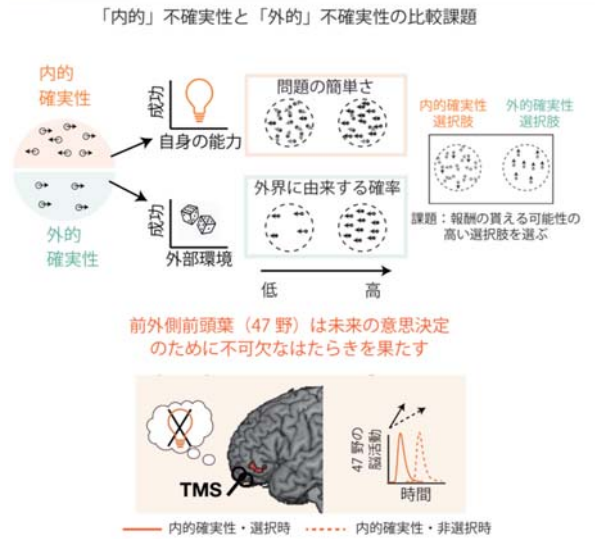 「内的」不確実性と「外的」不確実性の比較課題
内的
確実性
成功
自身の能力
問題の簡単さ
内的確実性
選択肢
外的確実性
選択肢
外的
確実性
成功
外部環境
外界に由来する確率
低
高
課題：報酬の貰える可能性の
高い選択肢を選ぶ
前外側前頭葉（47 野）は未来の意思決定
のために不可欠なはたらきを果たす
TMS
47 野の
脳活動
時間
内的確実性・選択時
内的確実性・非選択時